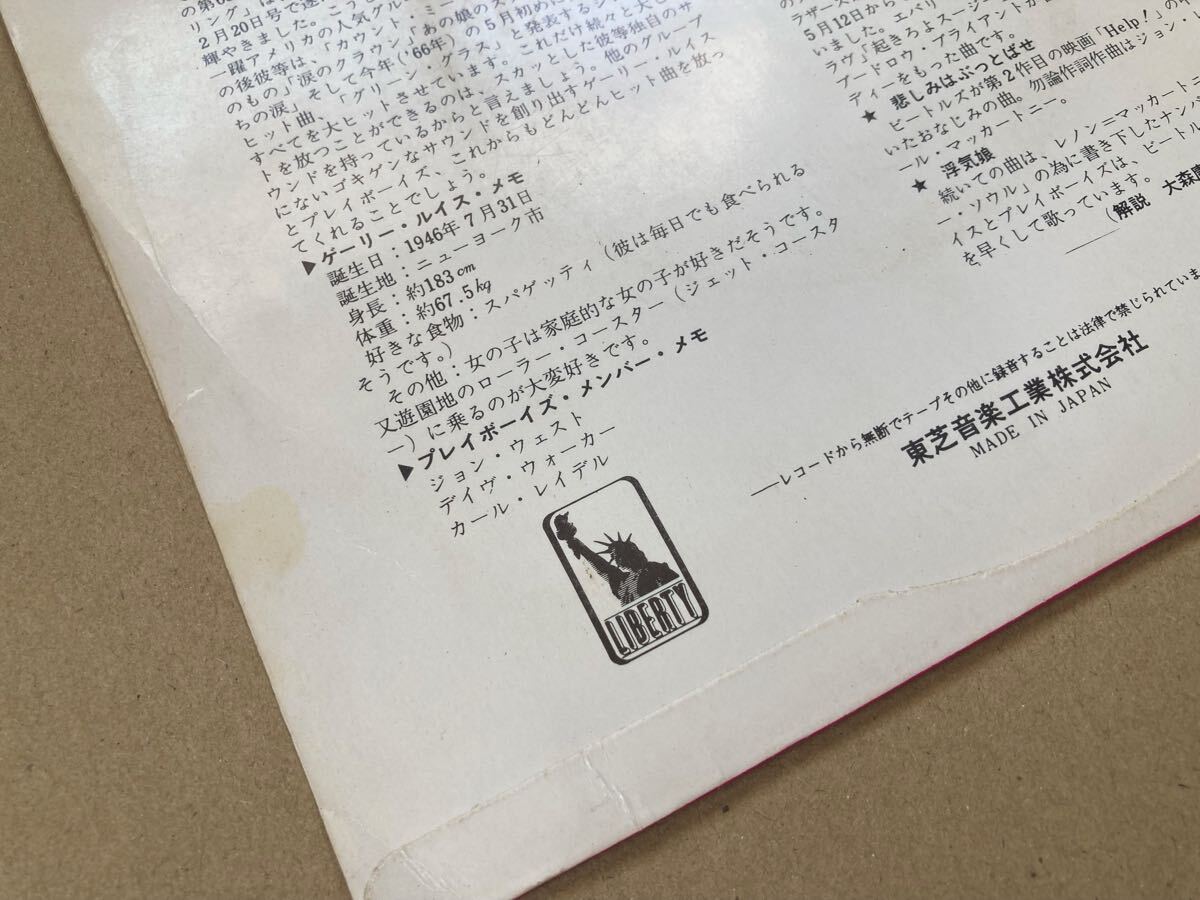 の第6
リング」は
2月20日号で遂に
輝やきました。こうし
一躍アメリカの人気グル
の後彼等は、「カウント・ミー
のもの」「涙のクラウン」「あの娘のス
ちの涙」、そして今年('66年)の5月初めに
ヒット曲、「グリーン・グラス」と発表するシ
すべてを大ヒットさせています。これだけ続々と大ヒ
トを放つことができるのは、スカッとした彼等独自のサ
ウンドを持っているからと言えましょう。他のグループ
にないゴキゲンなサウンドを創り出すゲーリー・ルイス
とプレイボーイズ、これからもどんどんヒット曲を放っ
てくれることでしょう。
▶ゲーリー・ルイス・メモ
誕生日:1946年7月31日
誕生地:ニューヨーク市
身長:約183cm
体重:約67.5kg
好きな食物:スパゲッティ(彼は毎日でも食べられる
そうです。)
その他:女の子は家庭的な女の子が好きだそうです。
又遊園地のローラー・コースター(ジェット・コースタ
ー)に乗るのが大変好きです。
▶プレイボーイズ・メンバー・メモ
ジョン・ウェスト
デイヴ・ウォーカー
カール・レイデル
LIBERTY
ラザース
5月12日から
いました。エバリ
ラヴ」「起きろよスージ
ブードロウ・ブライアントが
ディーをもった曲です。
★ 悲しみはぶっとばせ
ビートルズが第2作目の映画「Help!」の中
いたおなじみの曲。勿論作詞作曲はジョン・レ
ール・マッカートニー。
★ 浮気娘
続いての曲は、レノン=マッカートニー
ー・ソウル」の為に書き下したナンバ
イスとプレイボーイズは、ビートル
を早くして歌っています。
(解説 大森
——レコードから無断でテープその他に録音することは法律で禁じられていま
東芝音楽工業株式会社
MADE IN JAPAN